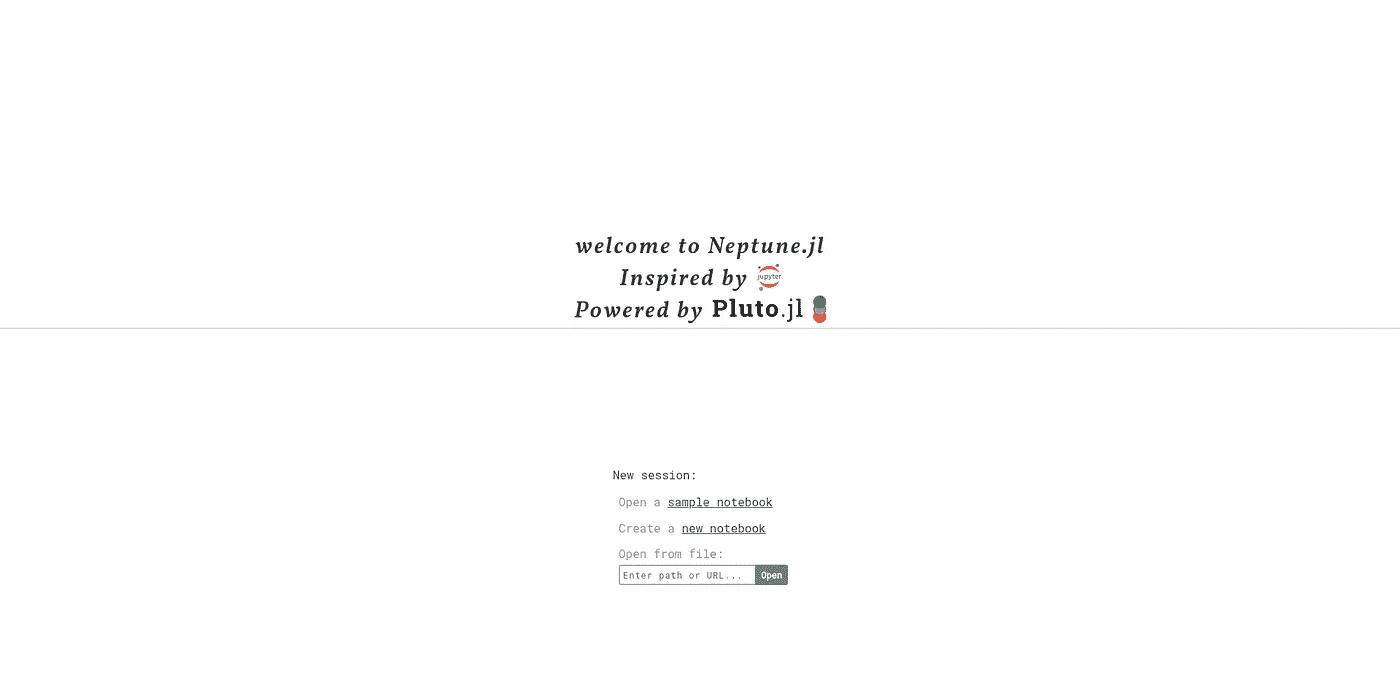 welcome to Neptune.jl
Inspired by jupyter
Powered by Pluto.jl
New session:
Open a sample notebook
Create a new notebook
Open from file:
Enter path or URL... Open